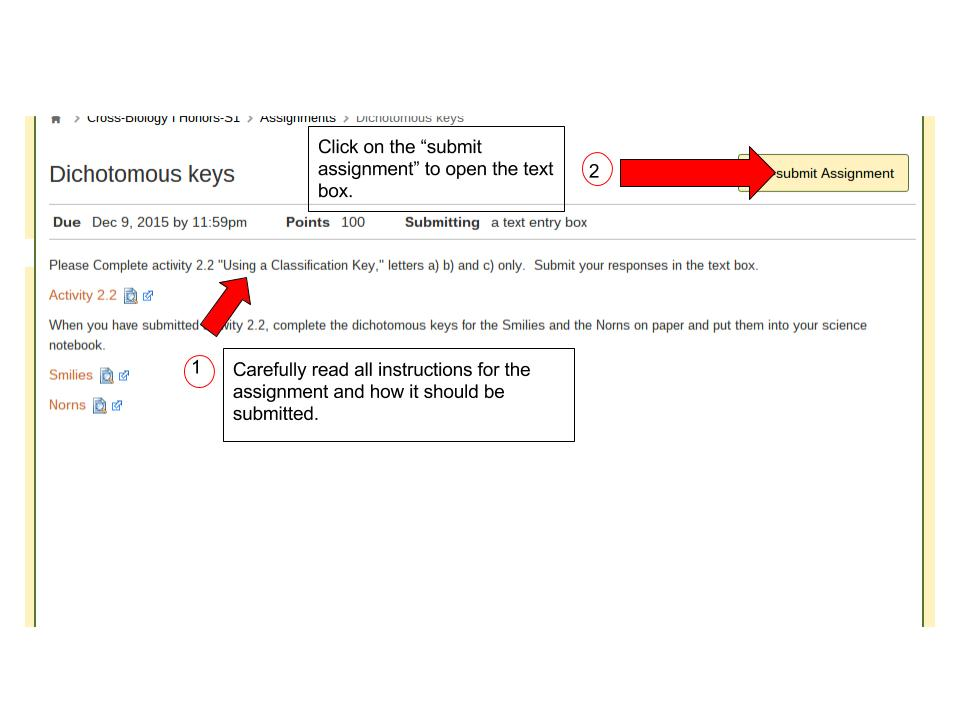 Cross-Biology I Honors-S1 > Assignments > Dichotomous keys
Click on the “submit
assignment” to open the text
box.
2
submit Assignment
Dichotomous keys
Due Dec 9, 2015 by 11:59pm Points 100 Submitting a text entry box
Please Complete activity 2.2 "Using a Classification Key," letters a) b) and c) only. Submit your responses in the text box.
Activity 2.2
When you have submitted vity 2.2, complete the dichotomous keys for the Smilies and the Norns on paper and put them into your science
notebook.
Smilies
1
Carefully read all instructions for the
assignment and how it should be
submitted.
Norns